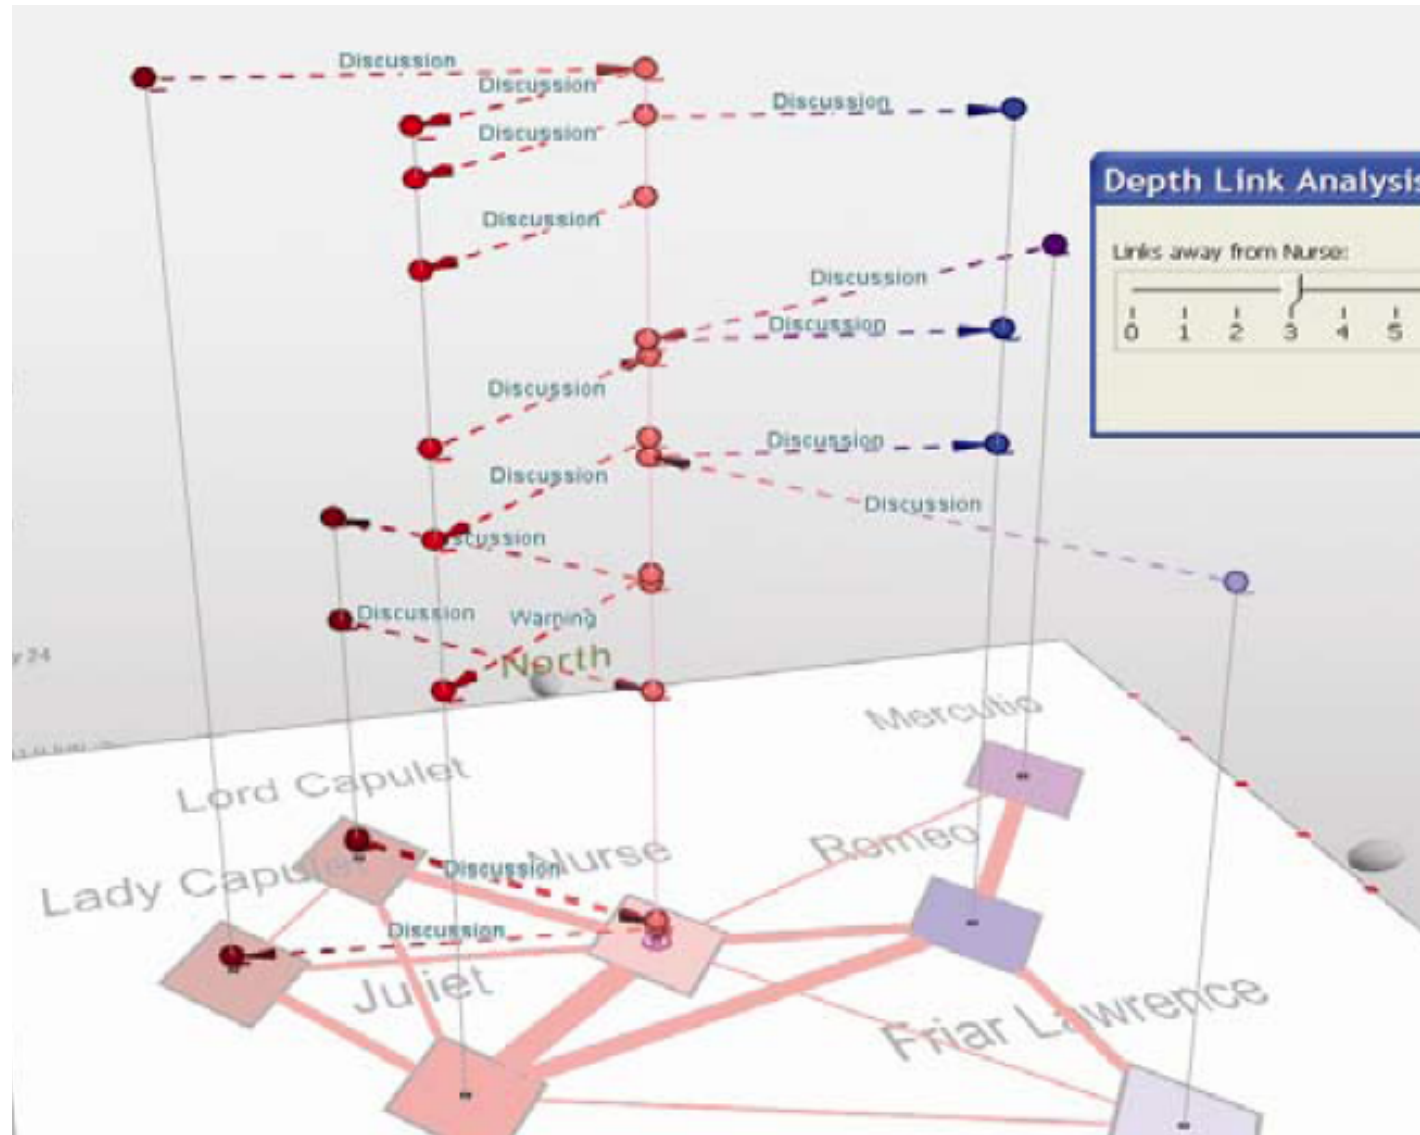 Discussion
Discussion
Discussion
Discussion
Depth Link Analysis
Discussion
Links away from Nurse:
0 1 2 3 4 5
Discussion
Discussion
Discussion
Discussion
Discussion
Discussion
scussion
Discussion
Warning
North
y 24
Mercutio
Lord Capulet
Romeo
Nurse
Discussion
Lady Capulet
Discussion
Juliet
Friar Lawrence